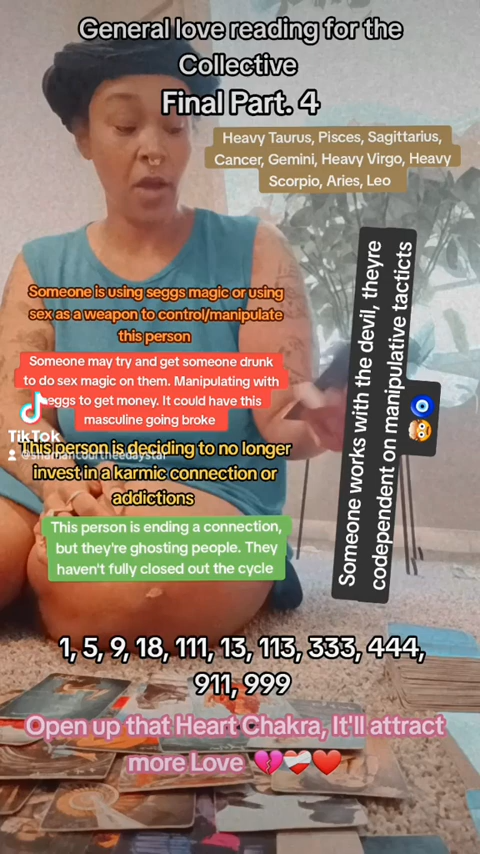 General love reading for the
Collective
Final Part. 4
Heavy Taurus, Pisces, Sagittarius,
Cancer, Gemini, Heavy Virgo, Heavy
Scorpio, Aries, Leo
Someone works with the devil, theyre
codependent on manipulative tacticts
🧿
🤯
Someone is using seggs magic or using
sex as a weapon to control/manipulate
this person
Someone may try and get someone drunk
to do sex magic on them. Manipulating with
eggs to get money. It could have this
masculine going broke
TikTok
This person is deciding to no longer
invest in a karmic connection or
addictions
This person is ending a connection,
but they're ghosting people. They
haven't fully closed out the cycle
1, 5, 9, 18, 111, 13, 113, 333, 444,
911, 999
Open up that Heart Chakra, It'll attract
more Love 💔❤️‍🩹❤️